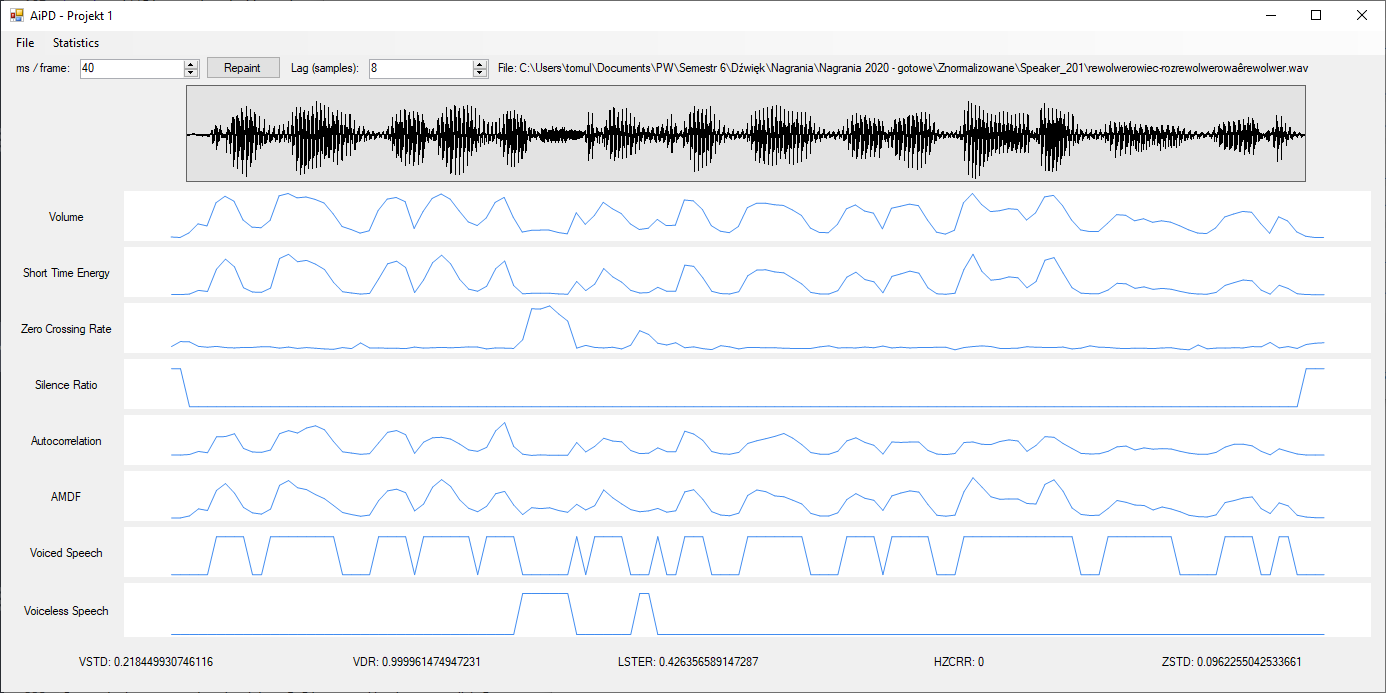 AiPD - Projekt 1
File Statistics
ms / frame: 40 Repaint Lag (samples): 8 File: C:\Users\tomul\Documents\PW\Semestr 6\Dźwięk\Nagrania\Nagrania 2020 - gotowe\Znormalizowane\Speaker_201\rewolwerowiec-rozrewolwerowaêrewolwer.wav
Volume
Short Time Energy
Zero Crossing Rate
Silence Ratio
Autocorrelation
AMDF
Voiced Speech
Voiceless Speech
VSTD: 0.218449930746116 VDR: 0.999961474947231 LSTER: 0.426356589147287 HZCRR: 0 ZSTD: 0.0962255042533661